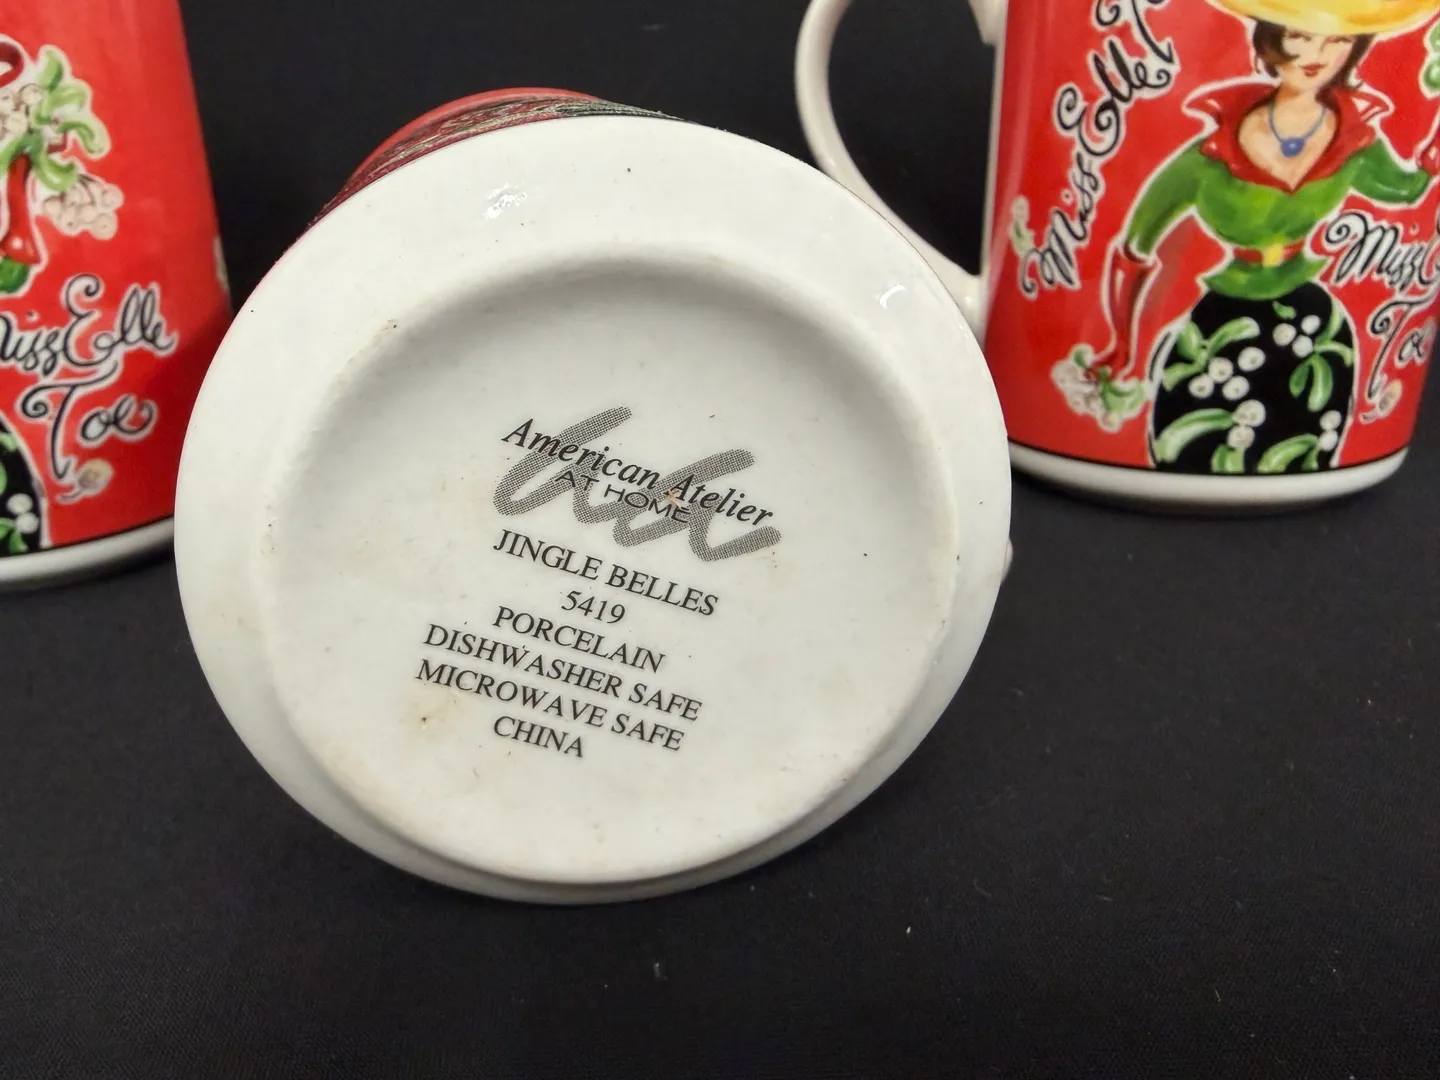 American Atelier
AT HOME
JINGLE BELLES
5419
PORCELAIN
DISHWASHER SAFE
MICROWAVE SAFE
CHINA
Miss Elle
Toe
Miss Elle
Miss
Toe